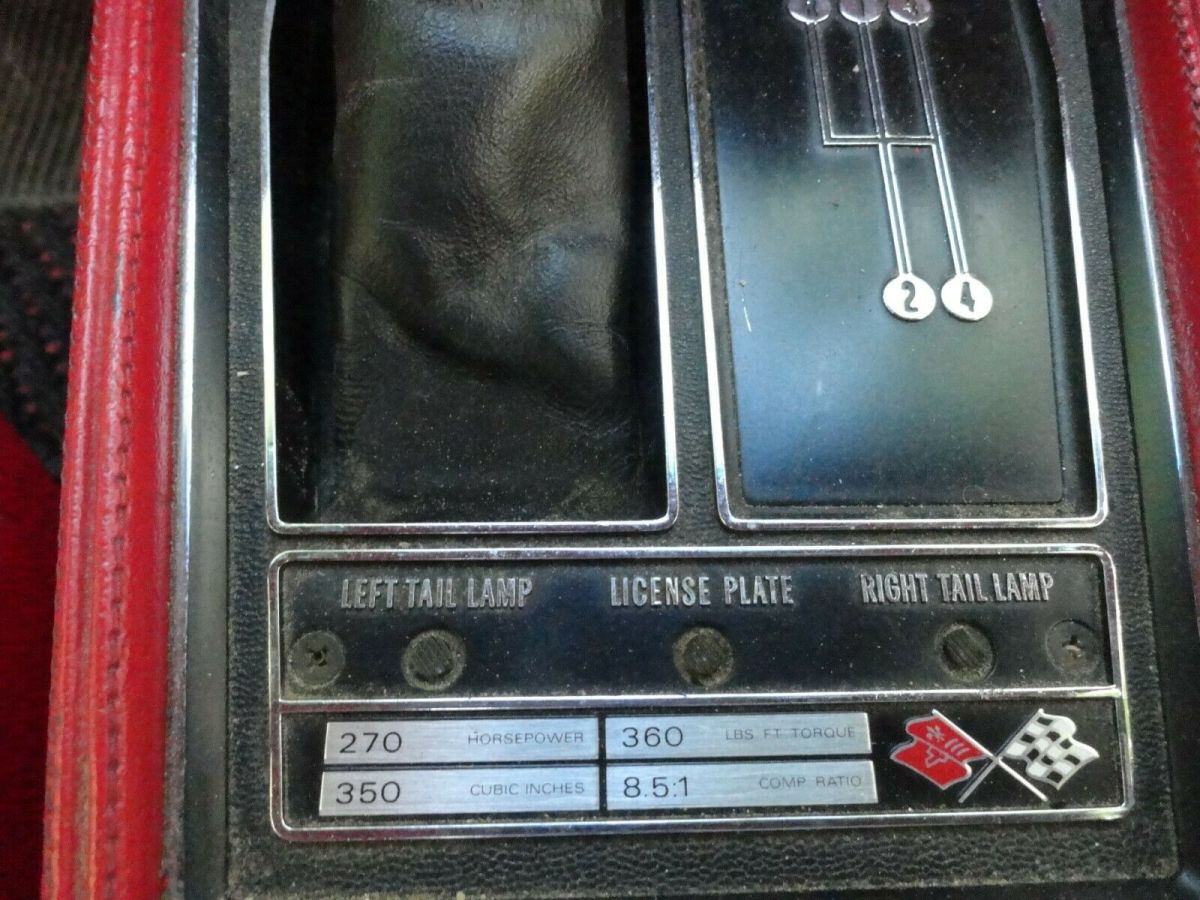 2 4
LEFT TAIL LAMP LICENSE PLATE RIGHT TAIL LAMP
270 HORSEPOWER 360 LBS FT TORQUE
350 CUBIC INCHES 8.5:1 COMP RATIO